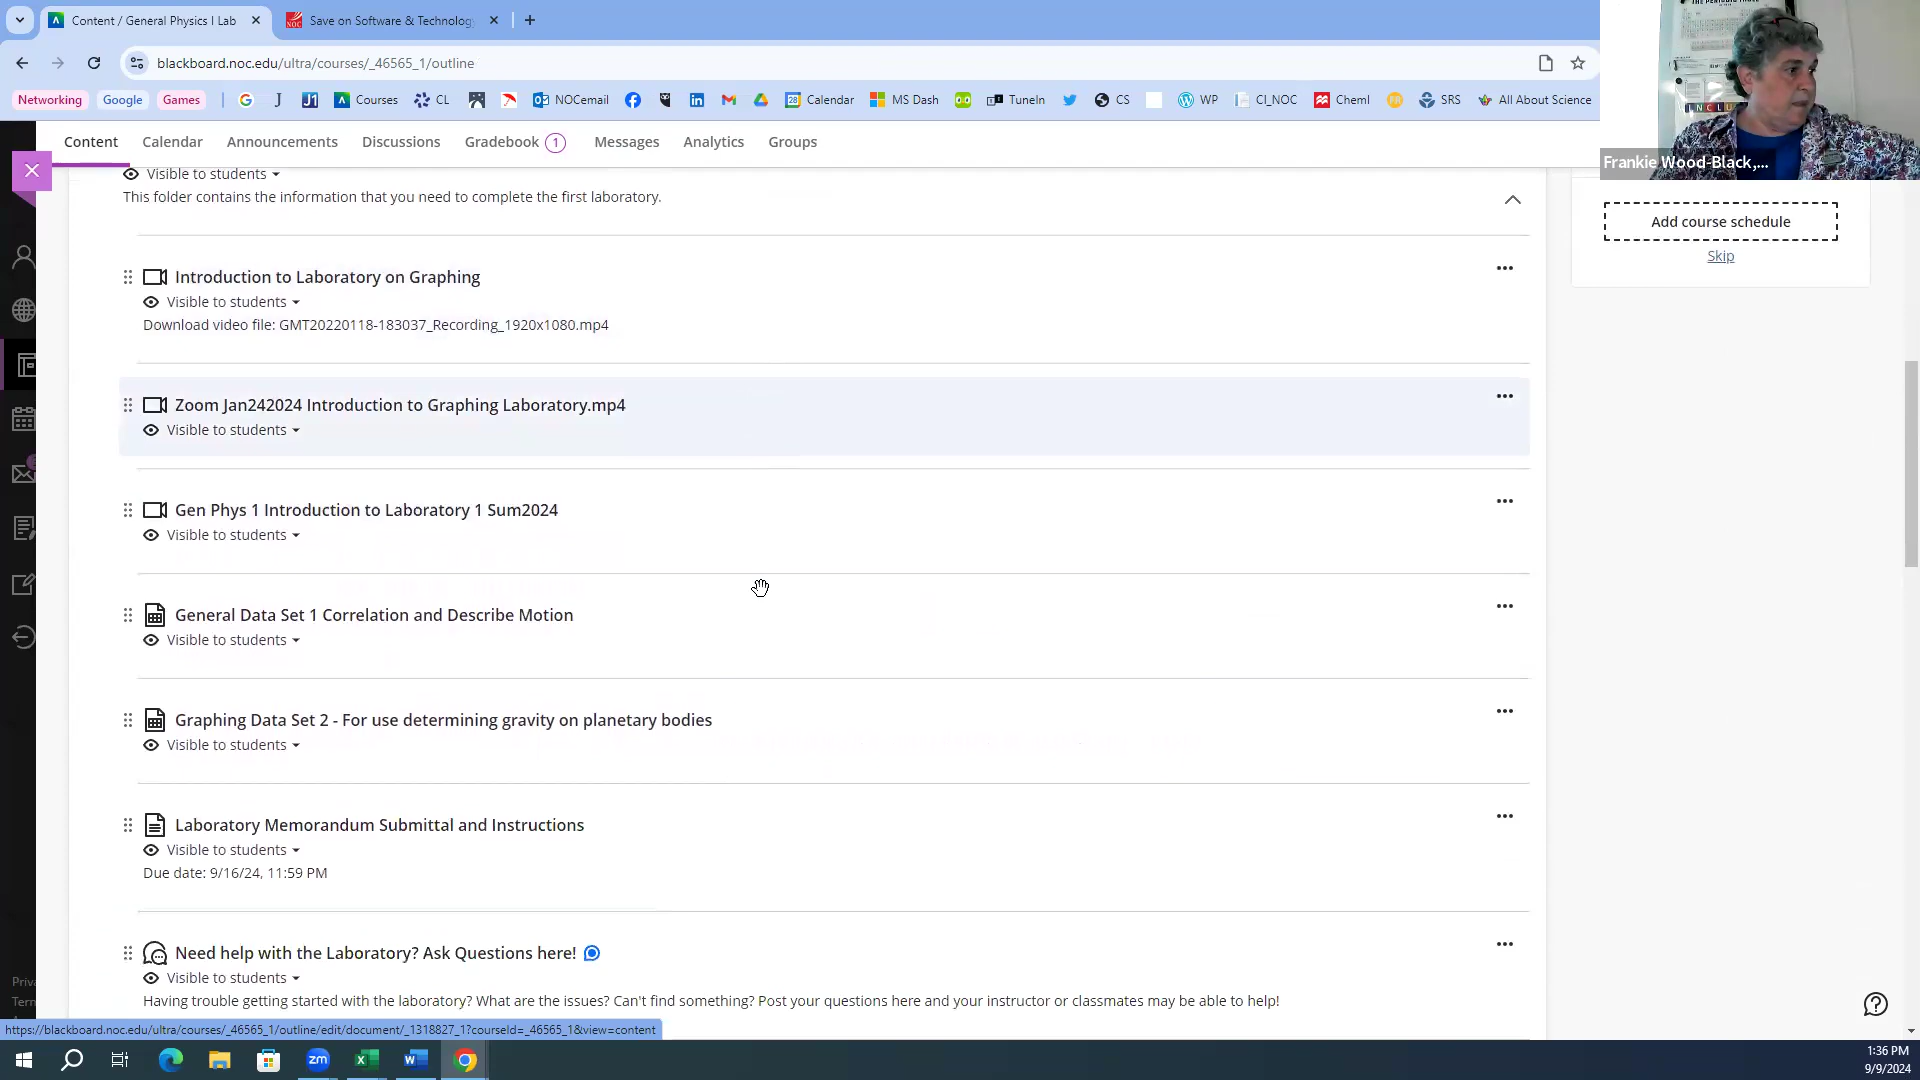 Content / General Physics I Lab
Save on Software & Technology
blackboard.noc.edu/ultra/courses/_46565_1/outline
Networking Google Games Courses CL NOCemail Calendar MS Dash TuneIn CS WP CI_NOC ChemI SRS All About Science
THE PERIODIC TABLE
INCLU
Frankie Wood-Black,...
Content Calendar Announcements Discussions Gradebook 1 Messages Analytics Groups
Visible to students
This folder contains the information that you need to complete the first laboratory.
Add course schedule
Skip
Introduction to Laboratory on Graphing
Visible to students
Download video file: GMT20220118-183037_Recording_1920x1080.mp4
Zoom Jan242024 Introduction to Graphing Laboratory.mp4
Visible to students
Gen Phys 1 Introduction to Laboratory 1 Sum2024
Visible to students
General Data Set 1 Correlation and Describe Motion
Visible to students
Graphing Data Set 2 - For use determining gravity on planetary bodies
Visible to students
Laboratory Memorandum Submittal and Instructions
Visible to students
Due date: 9/16/24, 11:59 PM
Need help with the Laboratory? Ask Questions here!
Visible to students
Having trouble getting started with the laboratory? What are the issues? Can't find something? Post your questions here and your instructor or classmates may be able to help!
Priva
Term
https://blackboard.noc.edu/ultra/courses/_46565_1/outline/edit/document/_1318827_1?courseId=_46565_1&view=content
1:36 PM
9/9/2024